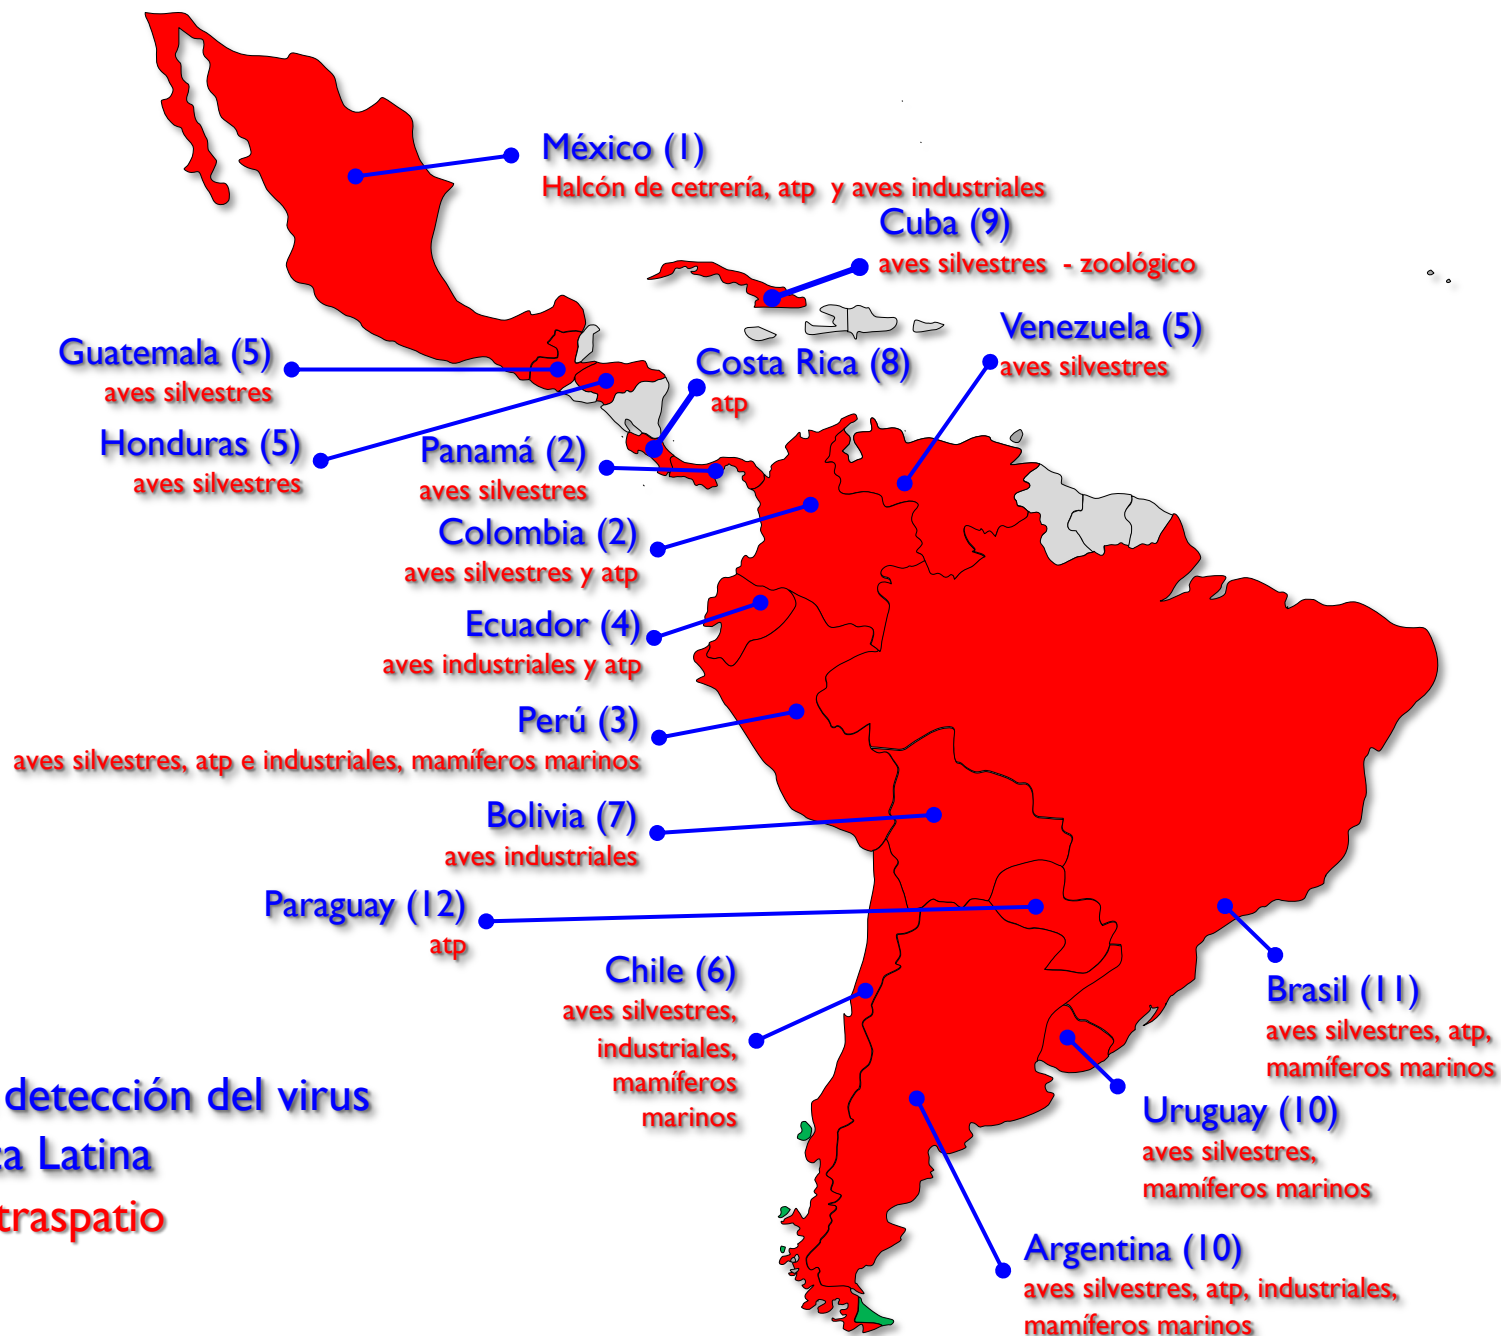 México (1)
Halcón de cetrería, atp y aves industriales
Cuba (9)
aves silvestres - zoológico
Venezuela (5)
aves silvestres
Guatemala (5)
aves silvestres
Costa Rica (8)
atp
Honduras (5)
aves silvestres
Panamá (2)
aves silvestres
Colombia (2)
aves silvestres y atp
Ecuador (4)
aves industriales y atp
Perú (3)
aves silvestres, atp e industriales, mamíferos marinos
Bolivia (7)
aves industriales
Paraguay (12)
atp
Chile (6)
aves silvestres,
industriales,
mamíferos
marinos
Brasil (11)
aves silvestres, atp,
mamíferos marinos
Uruguay (10)
aves silvestres,
mamíferos marinos
Argentina (10)
aves silvestres, atp, industriales,
mamíferos marinos
detección del virus
a Latina
traspatio